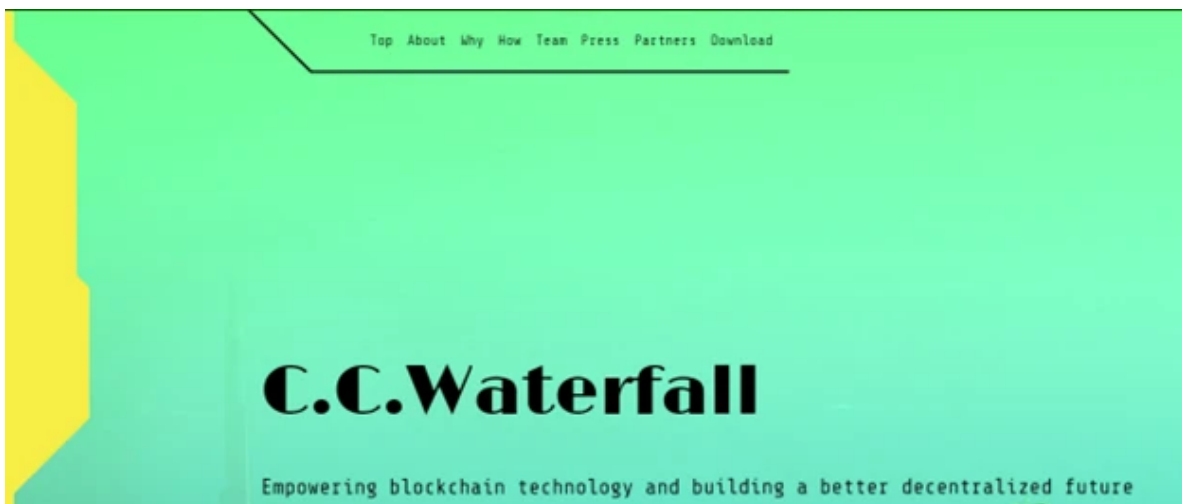 Top About Why How Team Press Partners Download
C.C.Waterfall
Empowering blockchain technology and building a better decentralized future